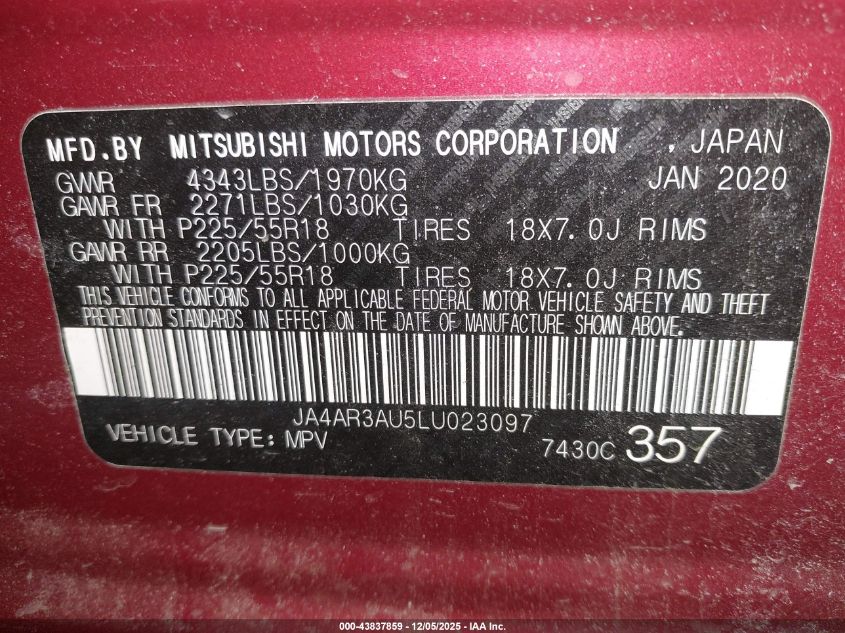 MFD.BY MITSUBISHI MOTORS CORPORATION , JAPAN
GVWR 4343LBS/1970KG JAN 2020
GAWR FR 2271LBS/1030KG
WITH P225/55R18 TIRES 18X7.0J RIMS
GAWR RR 2205LBS/1000KG
WITH P225/55R18 TIRES 18X7.0J RIMS
THIS VEHICLE CONFORMS TO ALL APPLICABLE FEDERAL MOTOR VEHICLE SAFETY AND THEFT
PREVENTION STANDARDS IN EFFECT ON THE DATE OF MANUFACTURE SHOWN ABOVE.
JA4AR3AU5LU023097
VEHICLE TYPE: MPV 7430C 357
000-43837859 - 12/05/2025 - IAA Inc.